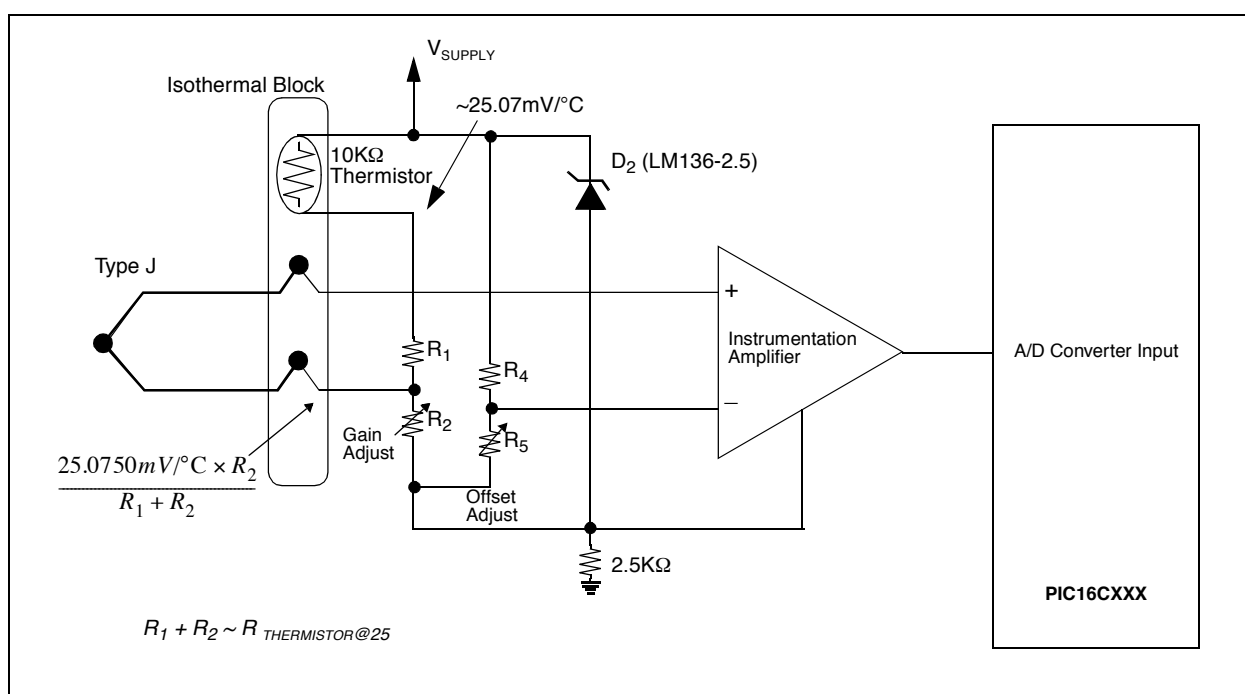 V_SUPPLY
Isothermal Block
~25.07mV/°C
10KΩ
Thermistor
D₂ (LM136-2.5)
Type J
+
Instrumentation
Amplifier
A/D Converter Input
R₁
R₄
−
R₂
Gain
Adjust
R₅
25.0750mV/°C × R₂
R₁ + R₂
Offset
Adjust
2.5KΩ
PIC16CXXX
R₁ + R₂ ~ R THERMISTOR@25